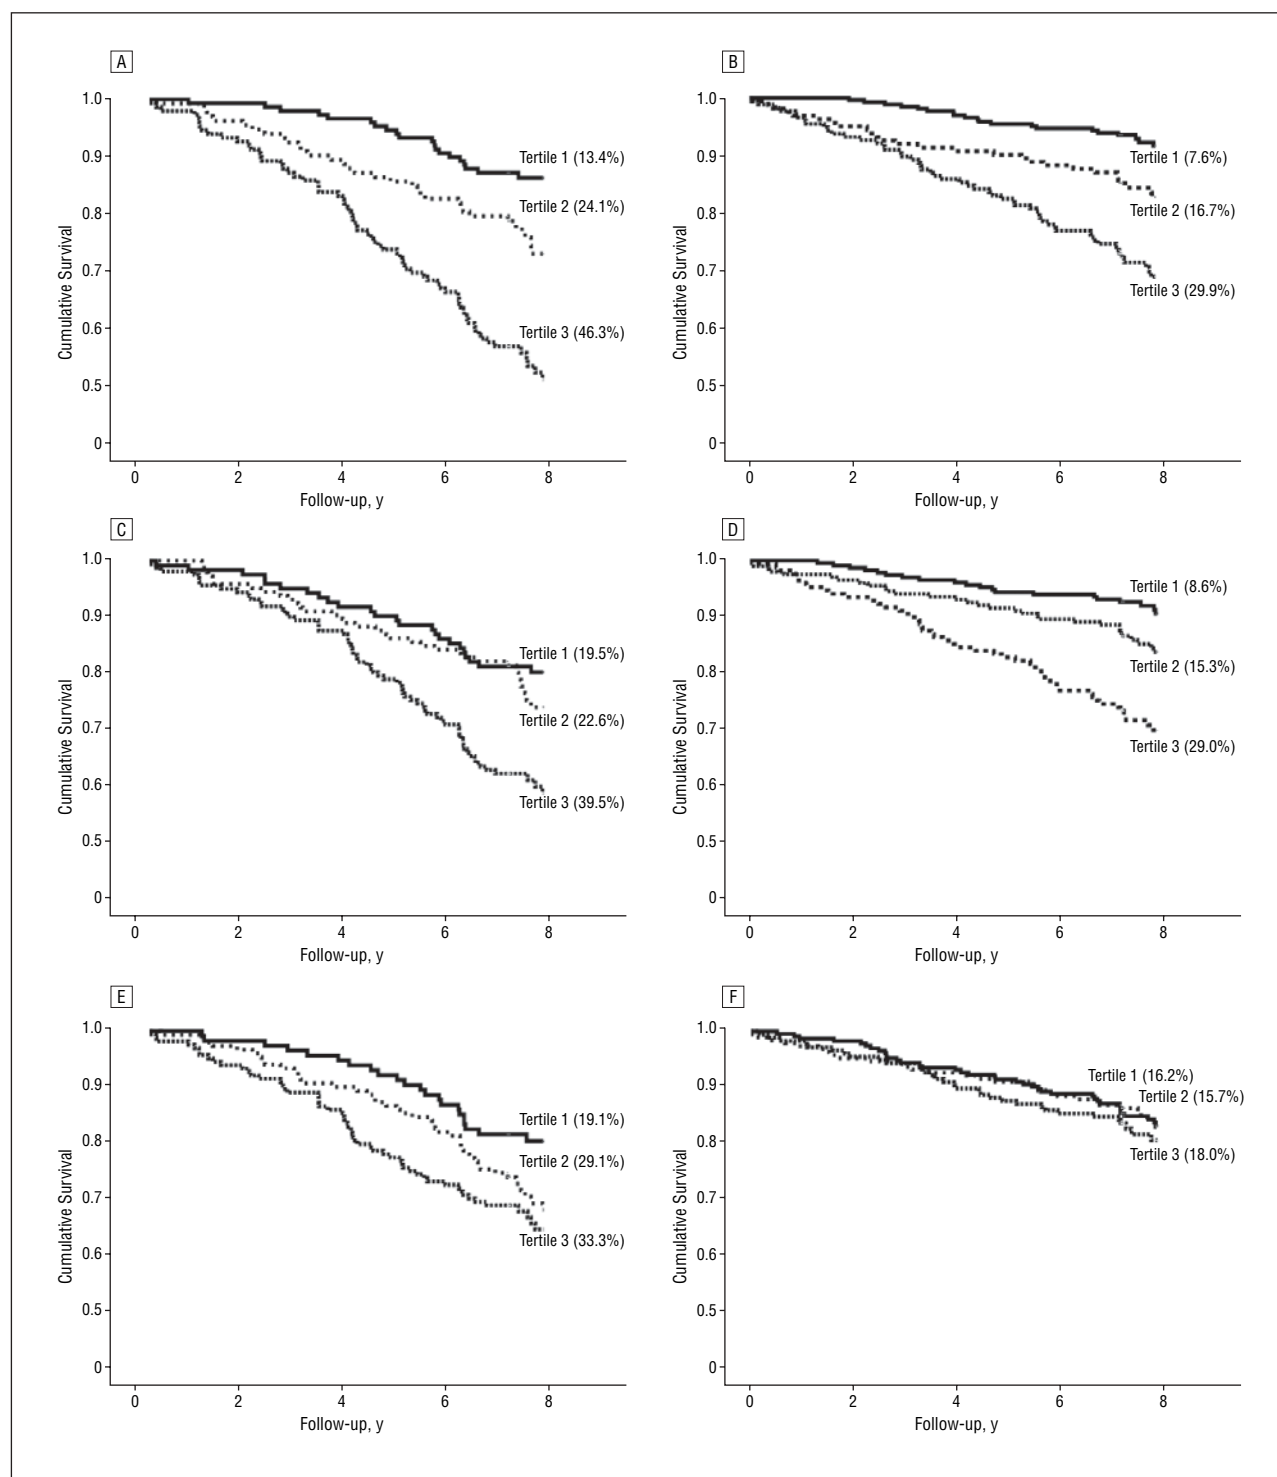 A
1.0
0.9
0.8
0.7
0.6
0.5
0
Cumulative Survival
Tertile 1 (13.4%)
Tertile 2 (24.1%)
Tertile 3 (46.3%)
0 2 4 6 8
Follow-up, y
B
1.0
0.9
0.8
0.7
0.6
0.5
0
Cumulative Survival
Tertile 1 (7.6%)
Tertile 2 (16.7%)
Tertile 3 (29.9%)
0 2 4 6 8
Follow-up, y
C
1.0
0.9
0.8
0.7
0.6
0.5
0
Cumulative Survival
Tertile 1 (19.5%)
Tertile 2 (22.6%)
Tertile 3 (39.5%)
0 2 4 6 8
Follow-up, y
D
1.0
0.9
0.8
0.7
0.6
0.5
0
Cumulative Survival
Tertile 1 (8.6%)
Tertile 2 (15.3%)
Tertile 3 (29.0%)
0 2 4 6 8
Follow-up, y
E
1.0
0.9
0.8
0.7
0.6
0.5
0
Cumulative Survival
Tertile 1 (19.1%)
Tertile 2 (29.1%)
Tertile 3 (33.3%)
0 2 4 6 8
Follow-up, y
F
1.0
0.9
0.8
0.7
0.6
0.5
0
Cumulative Survival
Tertile 1 (16.2%)
Tertile 2 (15.7%)
Tertile 3 (18.0%)
0 2 4 6 8
Follow-up, y